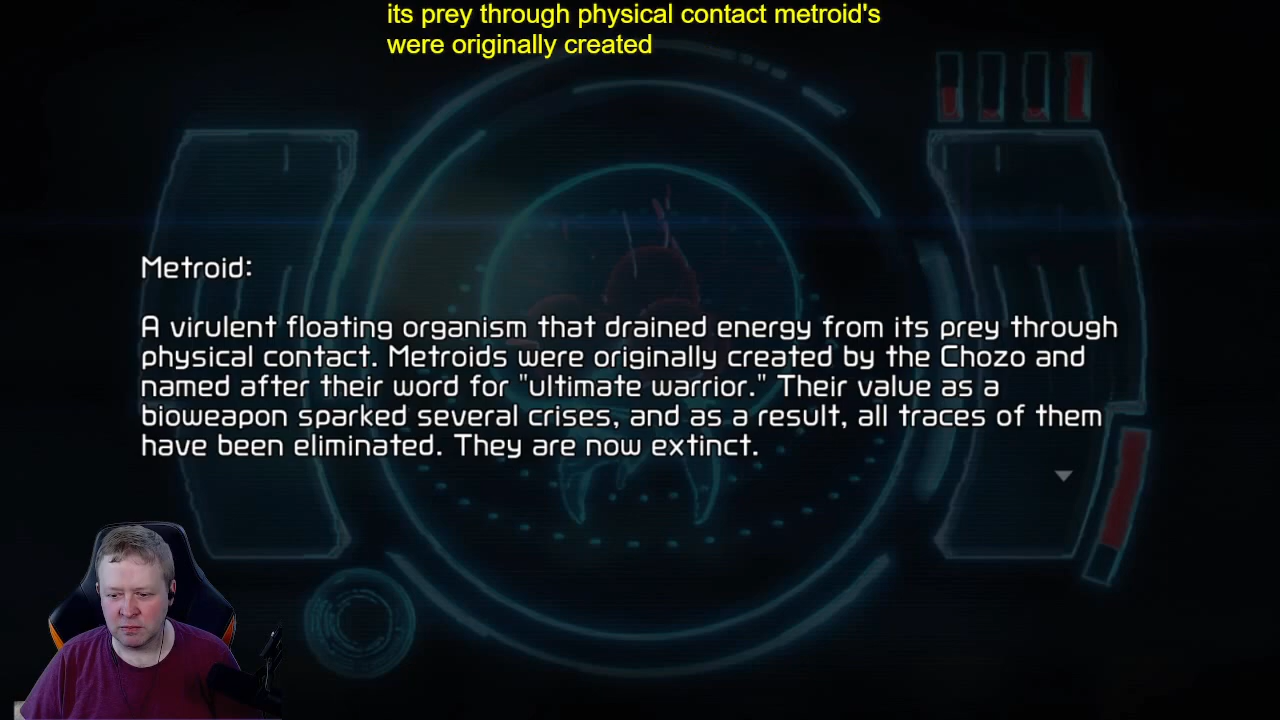 its prey through physical contact metroid's
were originally created
Metroid:
A virulent floating organism that drained energy from its prey through
physical contact. Metroids were originally created by the Chozo and
named after their word for "ultimate warrior." Their value as a
bioweapon sparked several crises, and as a result, all traces of them
have been eliminated. They are now extinct.